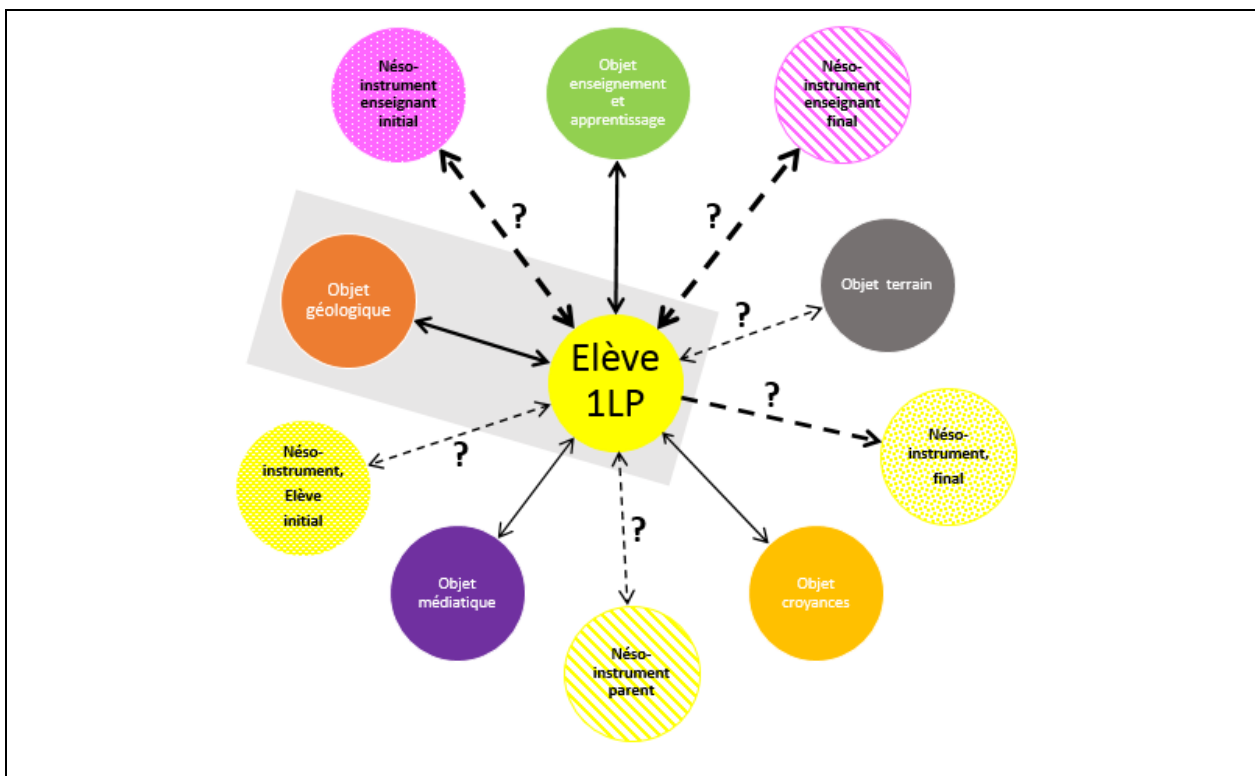 Néso-
instrument
enseignant
initial
Objet
enseignement
et
apprentissage
Néso-
instrument
enseignant
final
?
?
Objet
géologique
Objet terrain
?
Elève
1LP
?
Néso-
instrument,
Elève
initial
?
Néso-
instrument,
final
Objet
médiatique
?
Objet
croyances
Néso-
instrument
parent